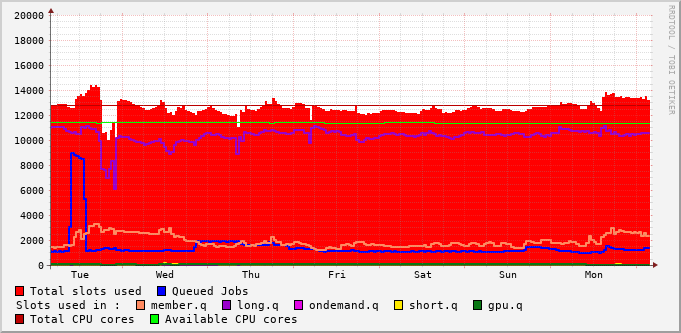 20000
18000
16000
14000
12000
10000
8000
6000
4000
2000
0
Tue Wed Thu Fri Sat Sun Mon
Total slots used Queued Jobs
Slots used in : member.q long.q ondemand.q short.q gpu.q
Total CPU cores Available CPU cores
RRDTOOL / TOBI OETIKER